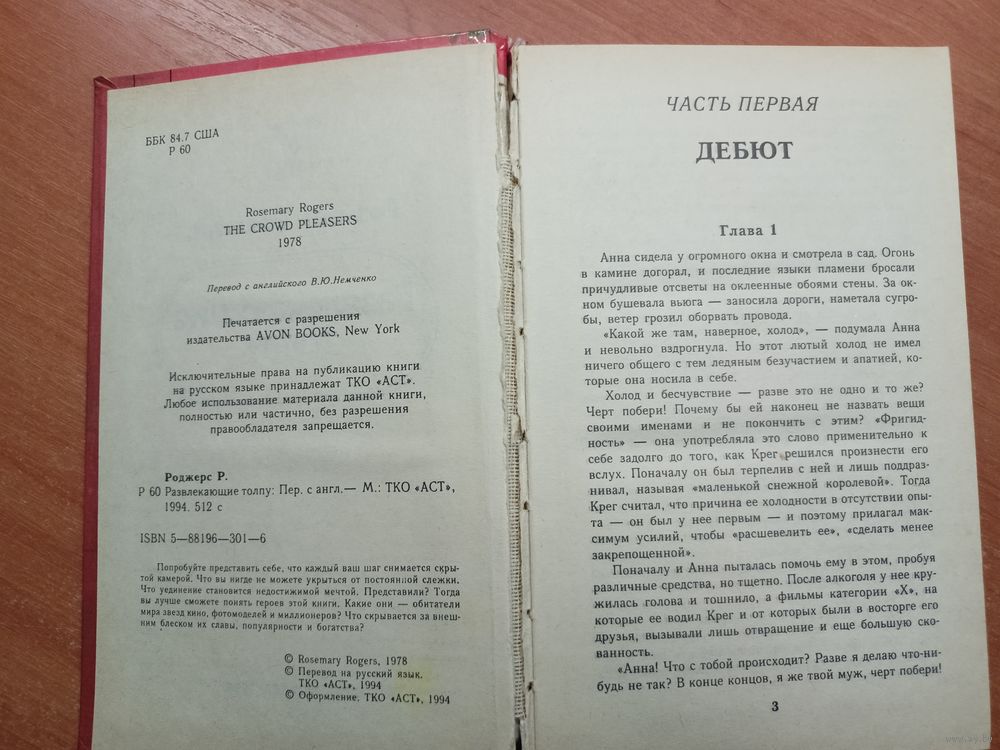 ББК 84.7 США
Р 60
Rosemary Rogers
THE CROWD PLEASERS
1978
Перевод с английского В.Ю.Немченко
Печатается с разрешения
издательства AVON BOOKS, New York
Исключительные права на публикацию книги
на русском языке принадлежат ТКО «АСТ».
Любое использование материала данной книги,
полностью или частично, без разрешения
правообладателя запрещается.
Роджерс Р.
Р 60 Развлекающие толпу: Пер. с англ.— М.: ТКО «АСТ»,
1994. 512 с
ISBN 5—88196—301—6
Попробуйте представить себе, что каждый ваш шаг снимается скры-
той камерой. Что вы нигде не можете укрыться от постоянной слежки.
Что уединение становится недостижимой мечтой. Представили? Тогда
вы лучше сможете понять героев этой книги. Какие они — обитатели
мира звезд кино, фотомоделей и миллионеров? Что скрывается за внеш-
ним блеском их славы, популярности и богатства?
© Rosemary Rogers, 1978
© Перевод на русский язык.
ТКО «АСТ», 1994
© Оформление. ТКО «АСТ», 1994
ЧАСТЬ ПЕРВАЯ
ДЕБЮТ
Глава 1
Анна сидела у огромного окна и смотрела в сад. Огонь
в камине догорал, и последние языки пламени бросали
причудливые отсветы на оклеенные обоями стены. За ок-
ном бушевала вьюга — заносила дороги, наметала сугро-
бы, ветер грозил оборвать провода.
«Какой же там, наверное, холод», — подумала Анна
и невольно вздрогнула. Но этот лютый холод не имел
ничего общего с тем ледяным безучастием и апатией, ко-
торые она носила в себе.
Холод и бесчувствие — разве это не одно и то же?
Черт побери! Почему бы ей наконец не назвать вещи
своими именами и не покончить с этим? «Фригид-
ность» — она употребляла это слово применительно к
себе задолго до того, как Крег решился произнести его
вслух. Поначалу он был терпелив с ней и лишь поддраз-
нивал, называя «маленькой снежной королевой». Тогда
Крег считал, что причина ее холодности в отсутствии опы-
та — он был у нее первым — и поэтому прилагал мак-
симум усилий, чтобы «расшевелить ее», «сделать менее
закрепощенной».
Поначалу и Анна пыталась помочь ему в этом, пробуя
различные средства, но тщетно. После алкоголя у нее кру-
жилась голова и тошнило, а фильмы категории «X», на
которые ее водил Крег и от которых были в восторге его
друзья, вызывали лишь отвращение и еще большую ско-
ванность.
«Анна! Что с тобой происходит? Разве я делаю что-ни-
будь не так? В конце концов, я же твой муж, черт побери!
3